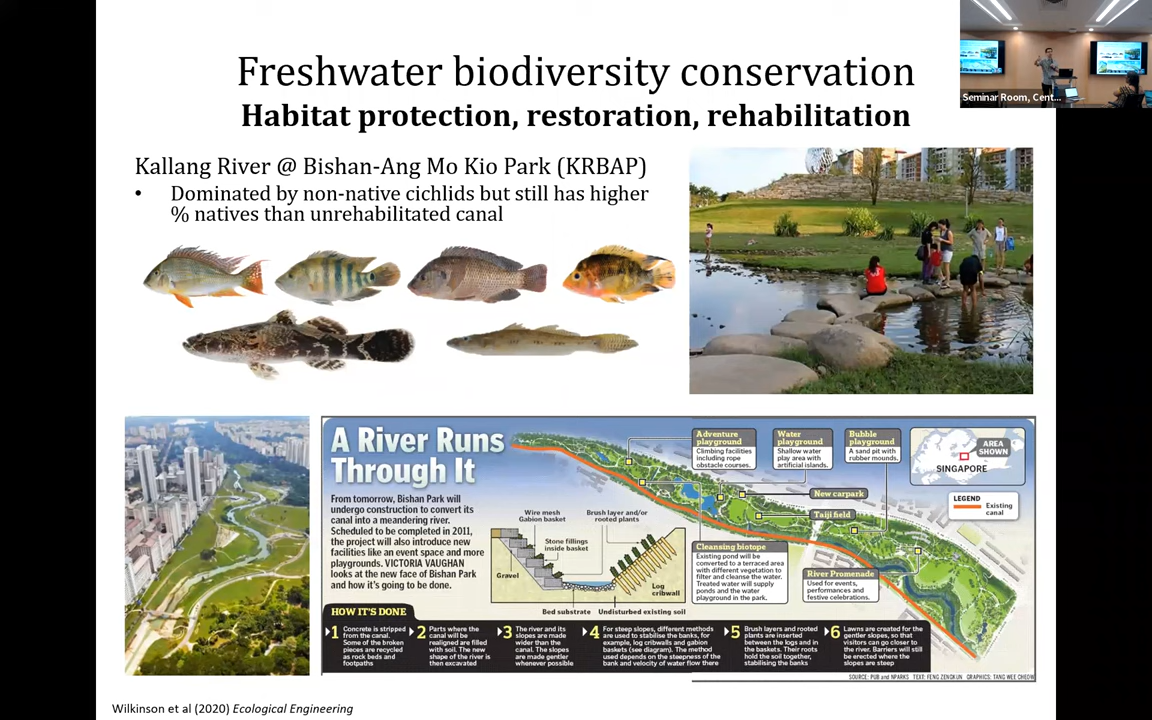 Freshwater biodiversity conservation
Habitat protection, restoration, rehabilitation
Seminar Room, Cent...
Kallang River @ Bishan-Ang Mo Kio Park (KRBAP)
• Dominated by non-native cichlids but still has higher
% natives than unrehabilitated canal
A River Runs
Through It
From tomorrow, Bishan Park will
undergo construction to convert its
canal into a meandering river.
Scheduled to be completed in 2011,
the project will also introduce new
facilities like an event space and more
playgrounds. VICTORIA VAUGHAN
looks at the new face of Bishan Park
and how it's going to be done.
Adventure
playground
Climbing facilities
including rope
obstacle courses.
Water
playground
Shallow water
play area with
artificial islands.
Bubble
playground
A sand pit with
rubber mounds.
AREA
SHOWN
SINGAPORE
LEGEND
Existing
canal
New carpark
Taiji field
Wire mesh
Gabion basket
Brush layer and/or
rooted plants
Stone fillings
inside basket
Gravel
Log
cribwall
Bed substrate
Undisturbed existing soil
Cleansing biotope
Existing pond will be
converted to a terraced area
with different vegetation to
filter and cleanse the water.
Treated water will supply
ponds and the water
playground in the park.
River Promenade
Used for events,
performances and
festive celebrations.
HOW IT'S DONE
1 Concrete is stripped
from the canal.
Some of the broken
pieces are recycled
as rock beds and
footpaths
2 Parts where the
canal will be
realigned are filled
with soil. The new
shape of the river is
then excavated
3 The river and its
slopes are made
wider than the
canal. The slopes
are made gentler
whenever possible
4 For steep slopes, different methods
are used to stabilise the banks, for
example, log cribwalls and gabion
baskets (see diagram). The method
used depends on the steepness of the
bank and velocity of water flow there
5 Brush layers and rooted
plants are inserted
between the logs and in
the baskets. Their roots
hold the soil together,
stabilising the banks
6 Lawns are created for the
gentler slopes, so that
visitors can go closer to
the river. Barriers will still
be erected where the
slopes are steep
SOURCE: PUB and NPARKS TEXT: FENG ZENGKUN GRAPHICS: TANG WEE CHEOW
Wilkinson et al (2020) Ecological Engineering